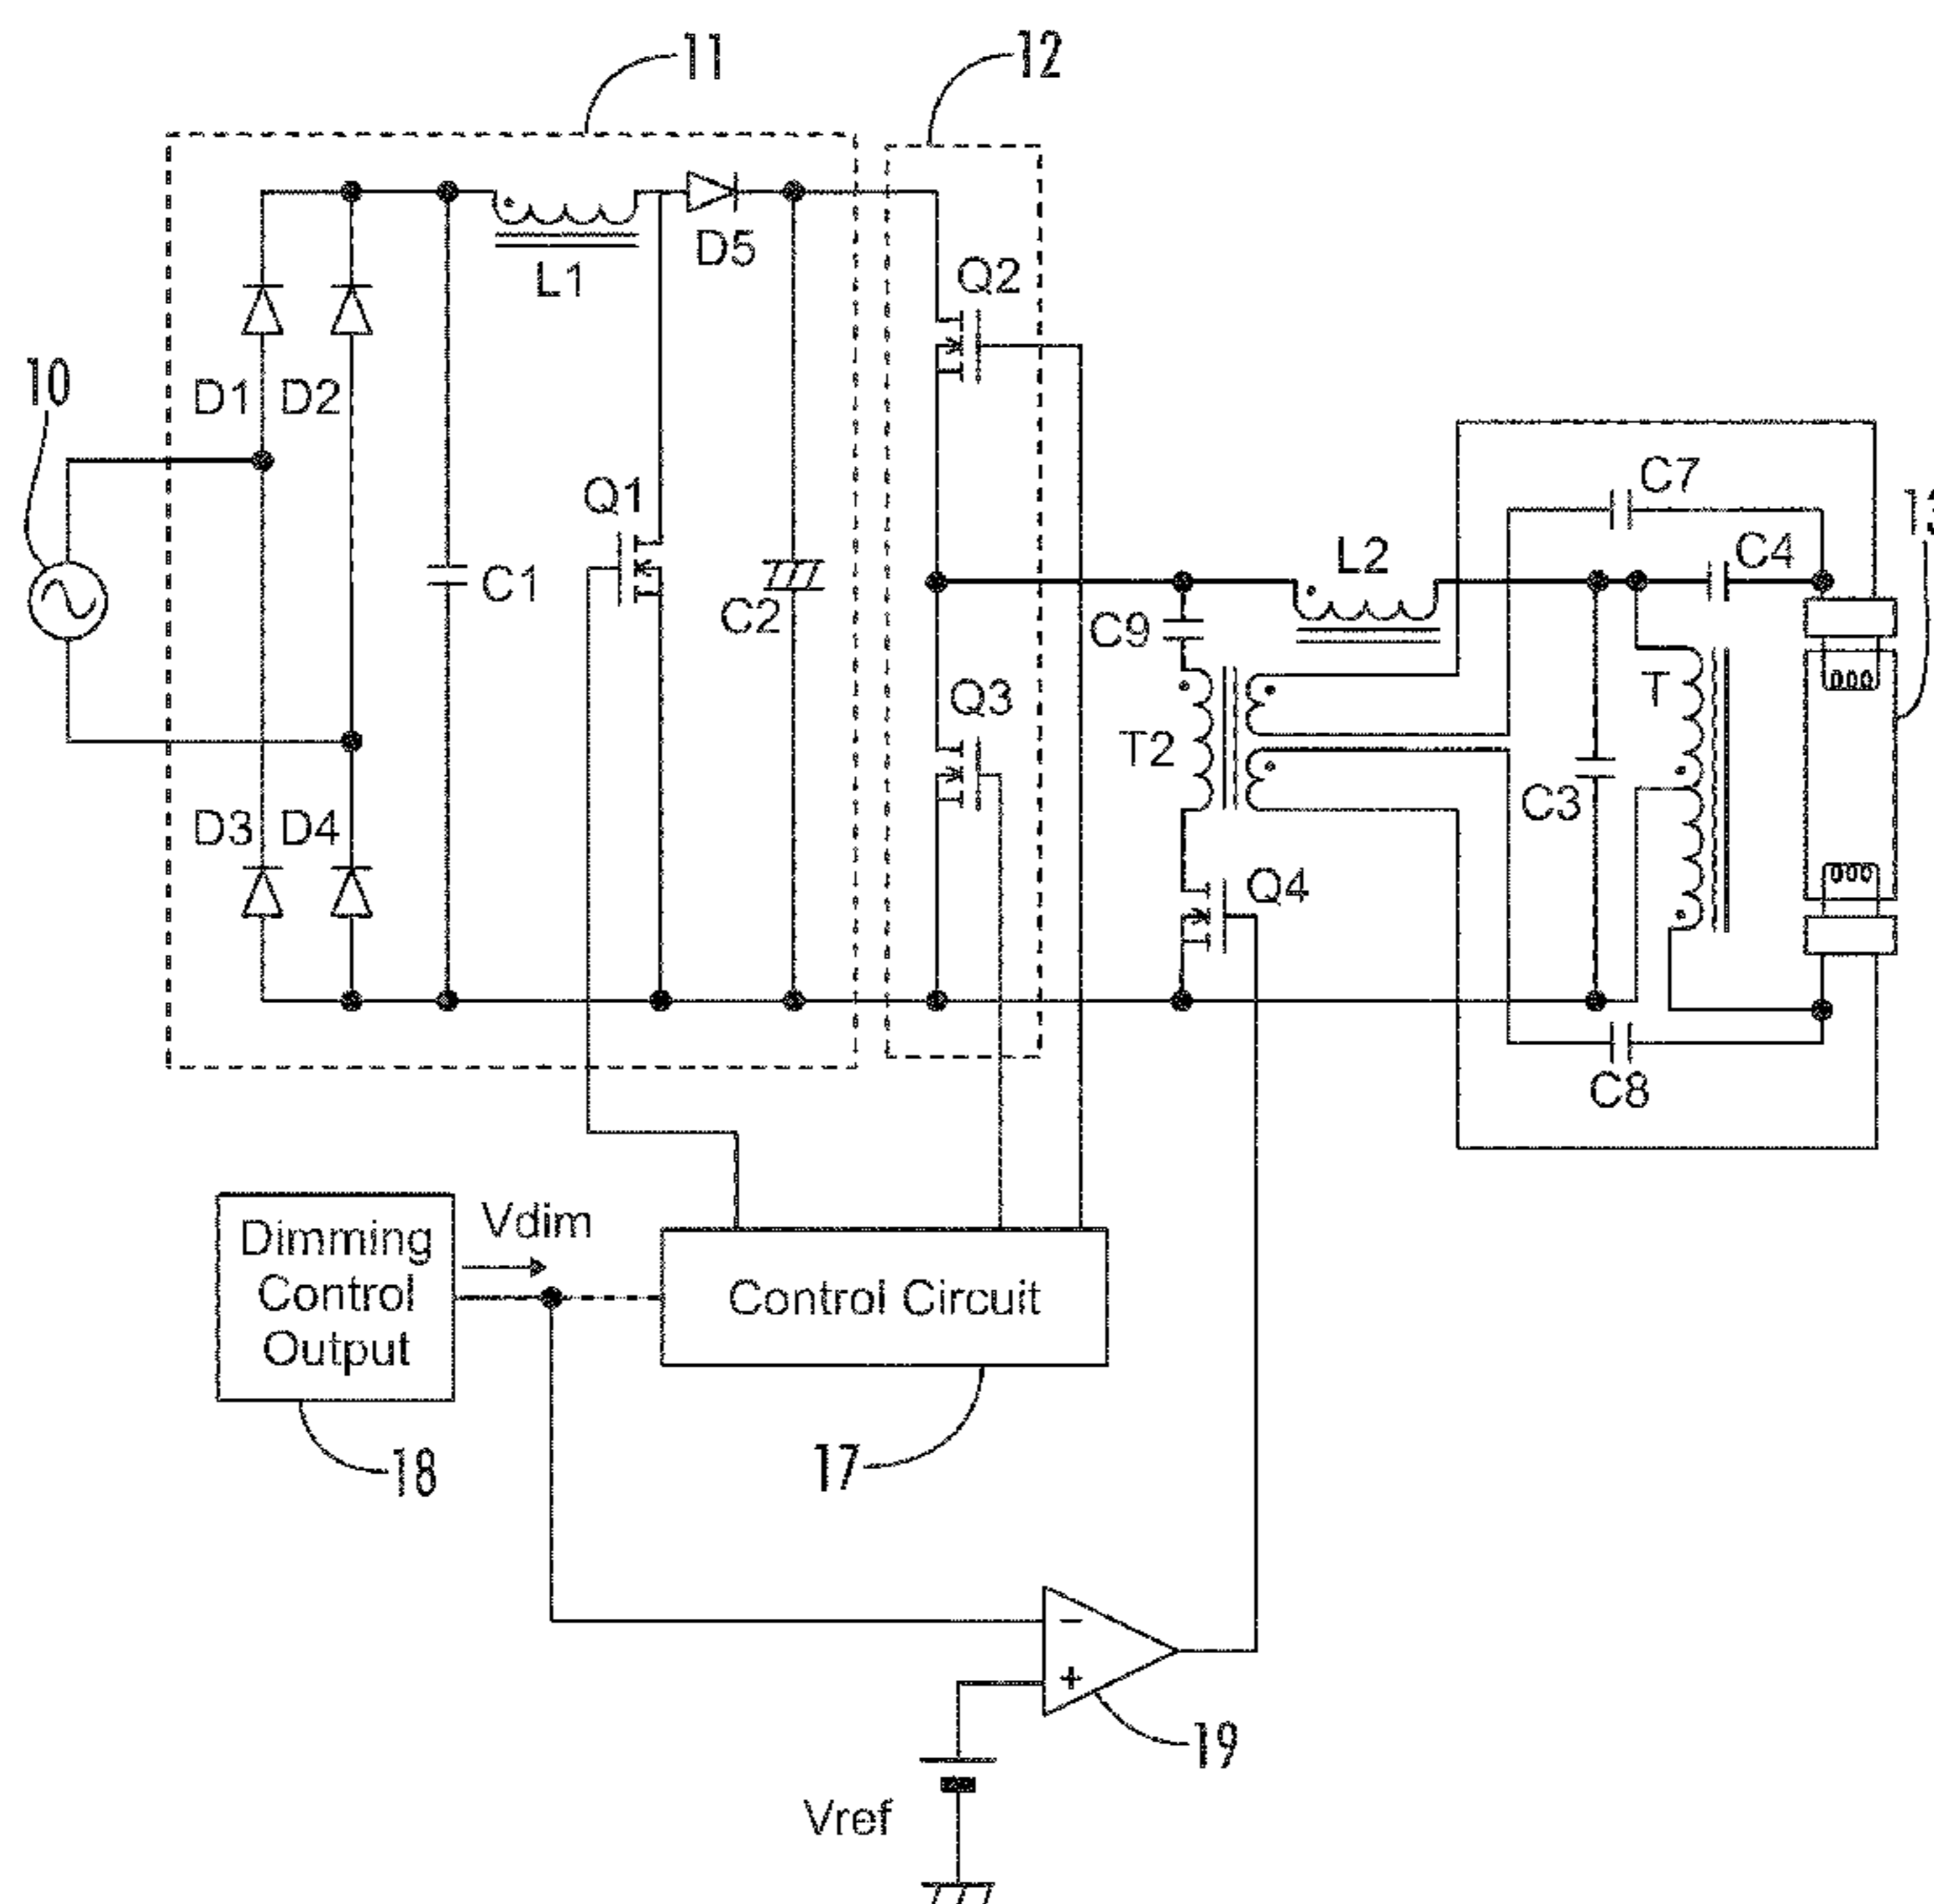 11
12
10
D1
D2
L1
D5
Q2
Q1
C1
C2
C7
13
C4
L2
C9
T
Q3
T2
C3
D3
D4
Q4
C8
Dimming
Control
Output
Vdim
Control Circuit
18
17
−
+
19
Vref